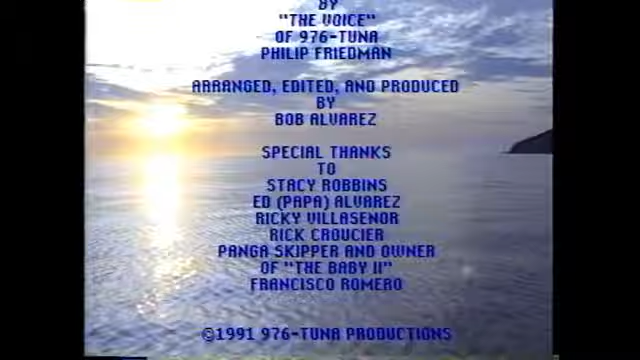 BY
"THE VOICE"
OF 976-TUNA
PHILIP FRIEDMAN
ARRANGED, EDITED, AND PRODUCED
BY
BOB ALVAREZ
SPECIAL THANKS
TO
STACY ROBBINS
ED (PAPA) ALVAREZ
RICKY VILLASENOR
RICK CROUCIER
PANGA SKIPPER AND OWNER
OF "THE BABY II"
FRANCISCO ROMERO
©1991 976-TUNA PRODUCTIONS